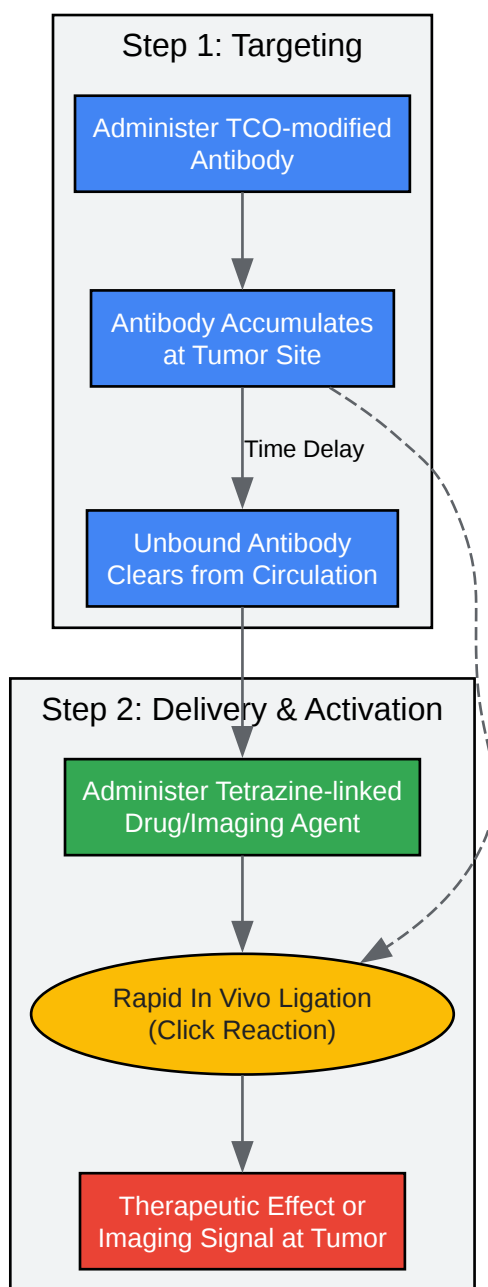 Step 1: Targeting
Administer TCO-modified
Antibody
Antibody Accumulates
at Tumor Site
Time Delay
Unbound Antibody
Clears from Circulation
Step 2: Delivery & Activation
Administer Tetrazine-linked
Drug/Imaging Agent
Rapid In Vivo Ligation
(Click Reaction)
Therapeutic Effect or
Imaging Signal at Tumor